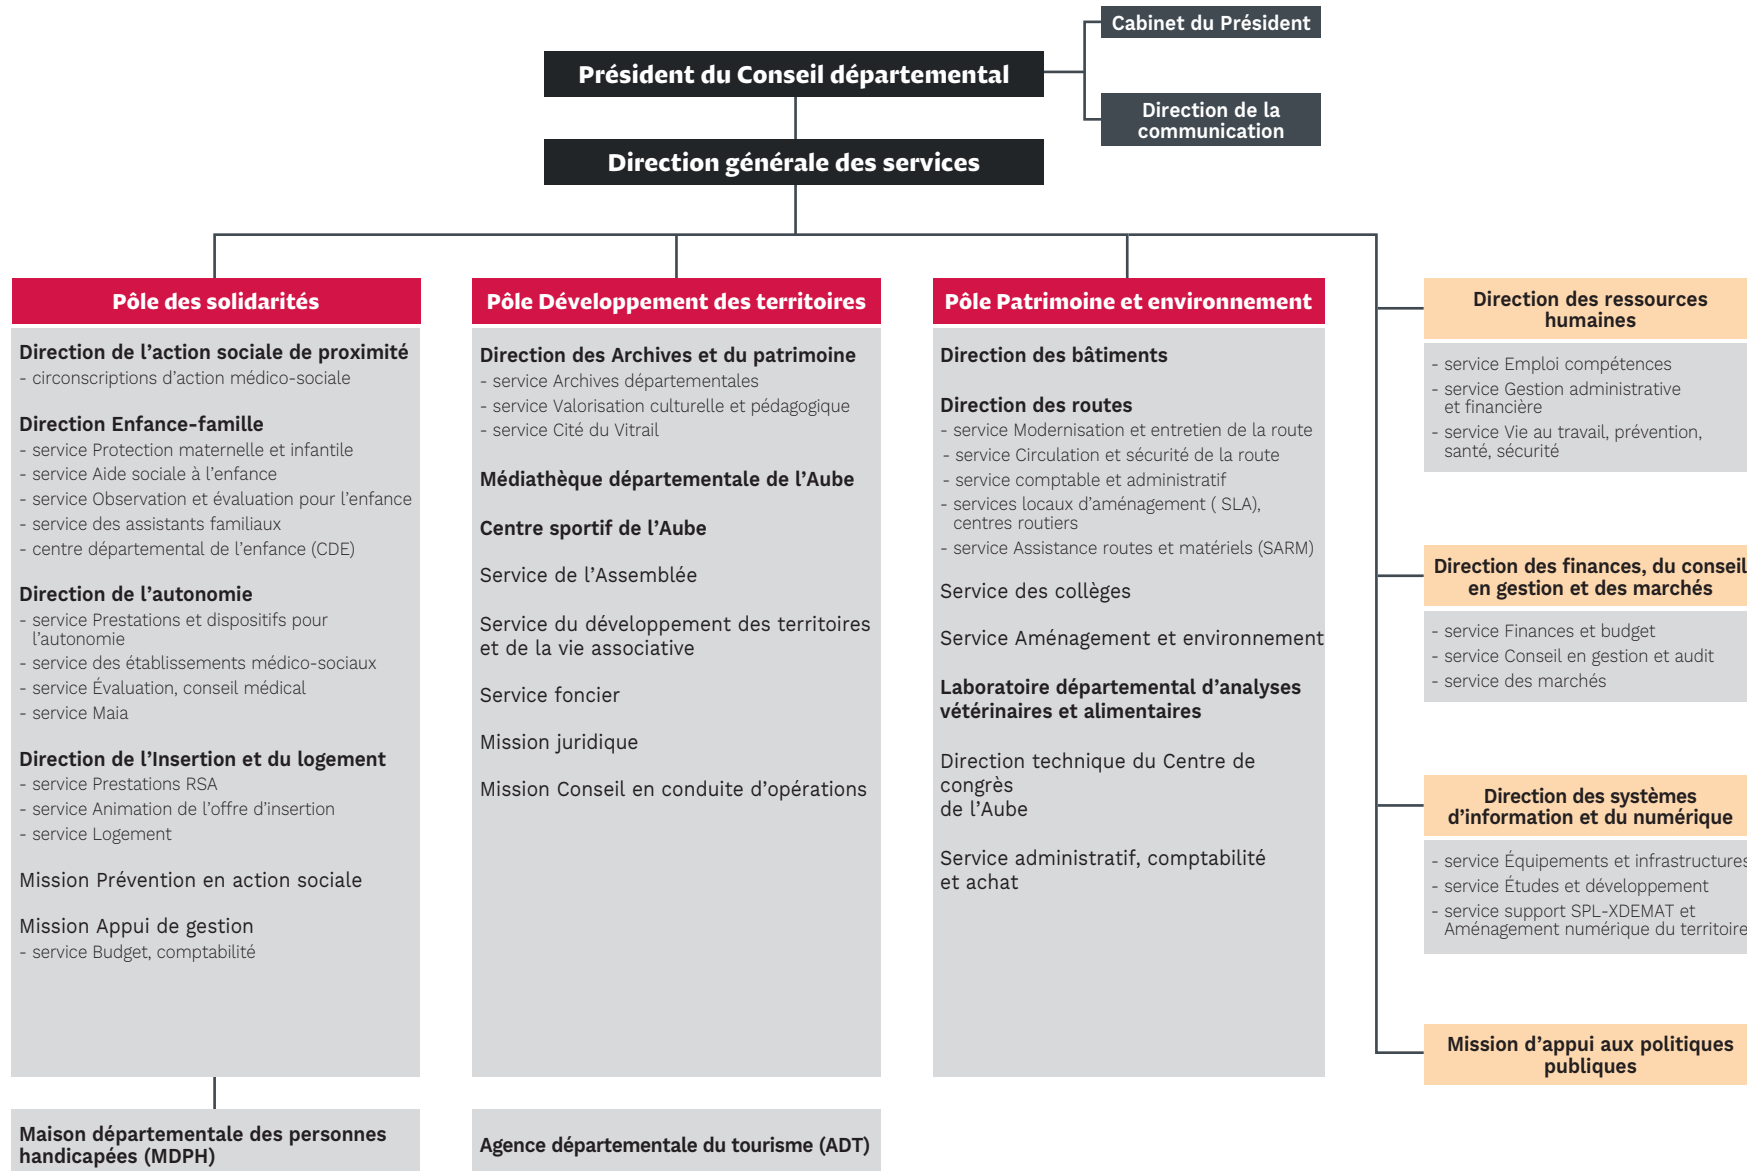 Cabinet du Président
Président du Conseil départemental
Direction de la
communication
Direction générale des services
Pôle des solidarités
Direction de l’action sociale de proximité
- circonscriptions d’action médico-sociale
Direction Enfance-famille
- service Protection maternelle et infantile
- service Aide sociale à l’enfance
- service Observation et évaluation pour l’enfance
- service des assistants familiaux
- centre départemental de l’enfance (CDE)
Direction de l’autonomie
- service Prestations et dispositifs pour
l’autonomie
- service des établissements médico-sociaux
- service Évaluation, conseil médical
- service Maia
Direction de l’Insertion et du logement
- service Prestations RSA
- service Animation de l’offre d’insertion
- service Logement
Mission Prévention en action sociale
Mission Appui de gestion
- service Budget, comptabilité
Maison départementale des personnes
handicapées (MDPH)
Pôle Développement des territoires
Direction des Archives et du patrimoine
- service Archives départementales
- service Valorisation culturelle et pédagogique
- service Cité du Vitrail
Médiathèque départementale de l’Aube
Centre sportif de l’Aube
Service de l’Assemblée
Service du développement des territoires
et de la vie associative
Service foncier
Mission juridique
Mission Conseil en conduite d’opérations
Agence départementale du tourisme (ADT)
Pôle Patrimoine et environnement
Direction des bâtiments
Direction des routes
- service Modernisation et entretien de la route
- service Circulation et sécurité de la route
- service comptable et administratif
- services locaux d’aménagement ( SLA),
centres routiers
- service Assistance routes et matériels (SARM)
Service des collèges
Service Aménagement et environnement
Laboratoire départemental d’analyses
vétérinaires et alimentaires
Direction technique du Centre de
congrès
de l’Aube
Service administratif, comptabilité
et achat
Direction des ressources
humaines
- service Emploi compétences
- service Gestion administrative
et financière
- service Vie au travail, prévention,
santé, sécurité
Direction des finances, du conseil
en gestion et des marchés
- service Finances et budget
- service Conseil en gestion et audit
- service des marchés
Direction des systèmes
d’information et du numérique
- service Équipements et infrastructures
- service Études et développement
- service support SPL-XDEMAT et
Aménagement numérique du territoire
Mission d’appui aux politiques
publiques